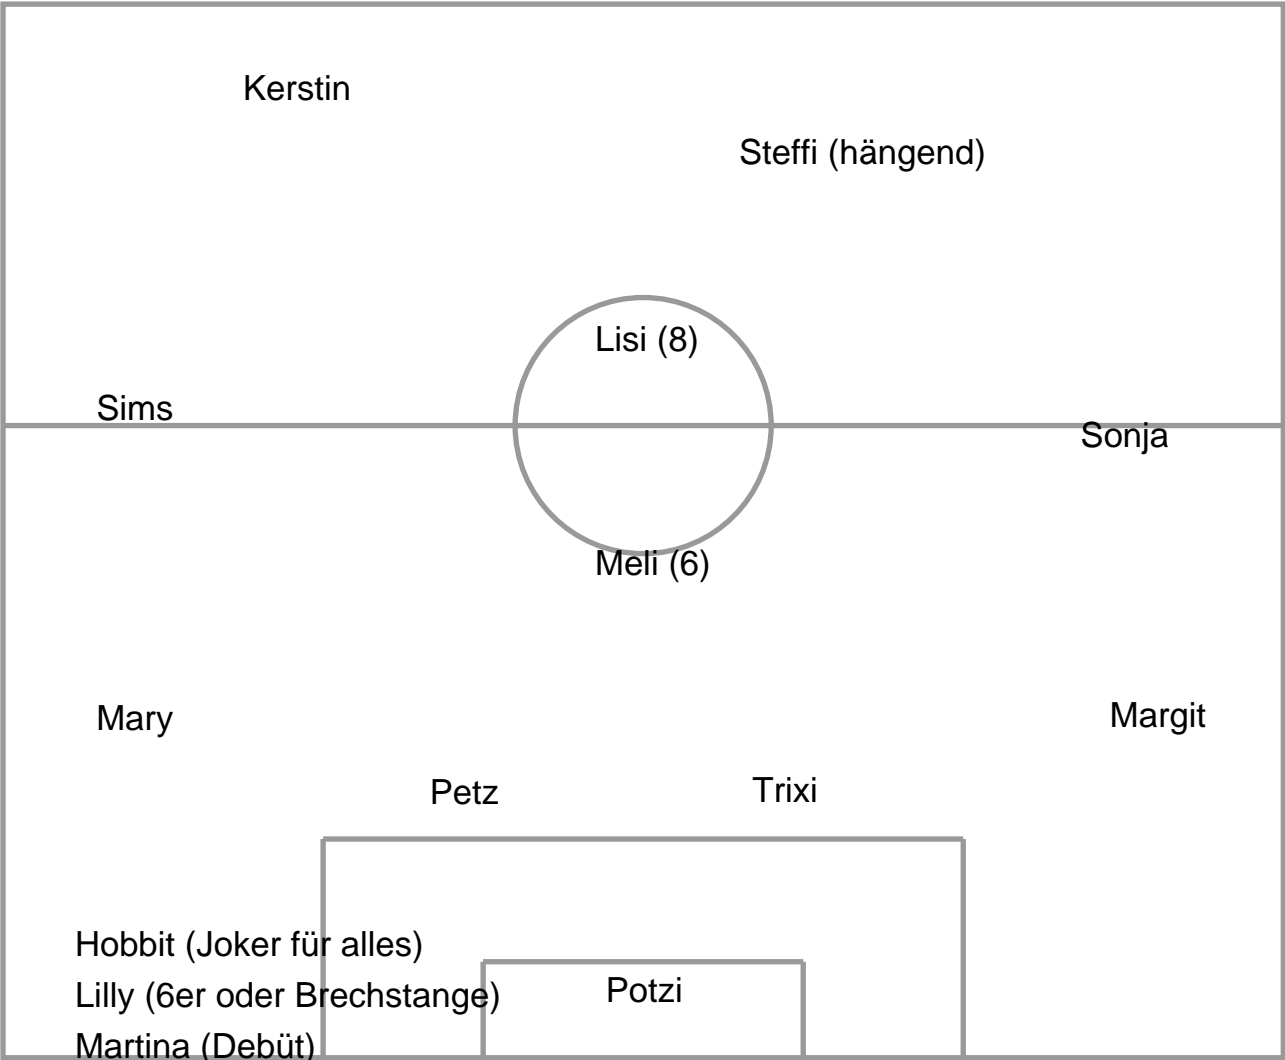 Kerstin
Steffi (hängend)
Lisi (8)
Sims
Sonja
Meli (6)
Mary
Margit
Petz
Trixi
Hobbit (Joker für alles)
Lilly (6er oder Brechstange)
Potzi
Martina (Debüt)